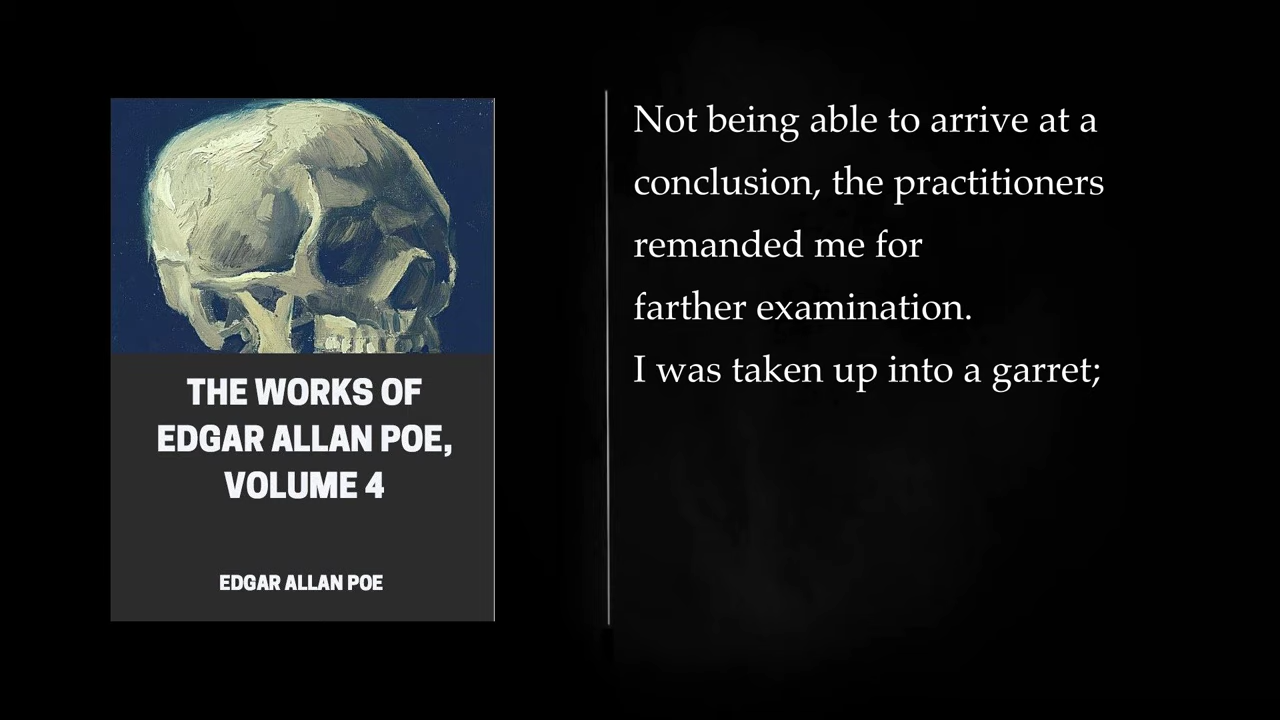 THE WORKS OF
EDGAR ALLAN POE,
VOLUME 4
EDGAR ALLAN POE
Not being able to arrive at a
conclusion, the practitioners
remanded me for
farther examination.
I was taken up into a garret;